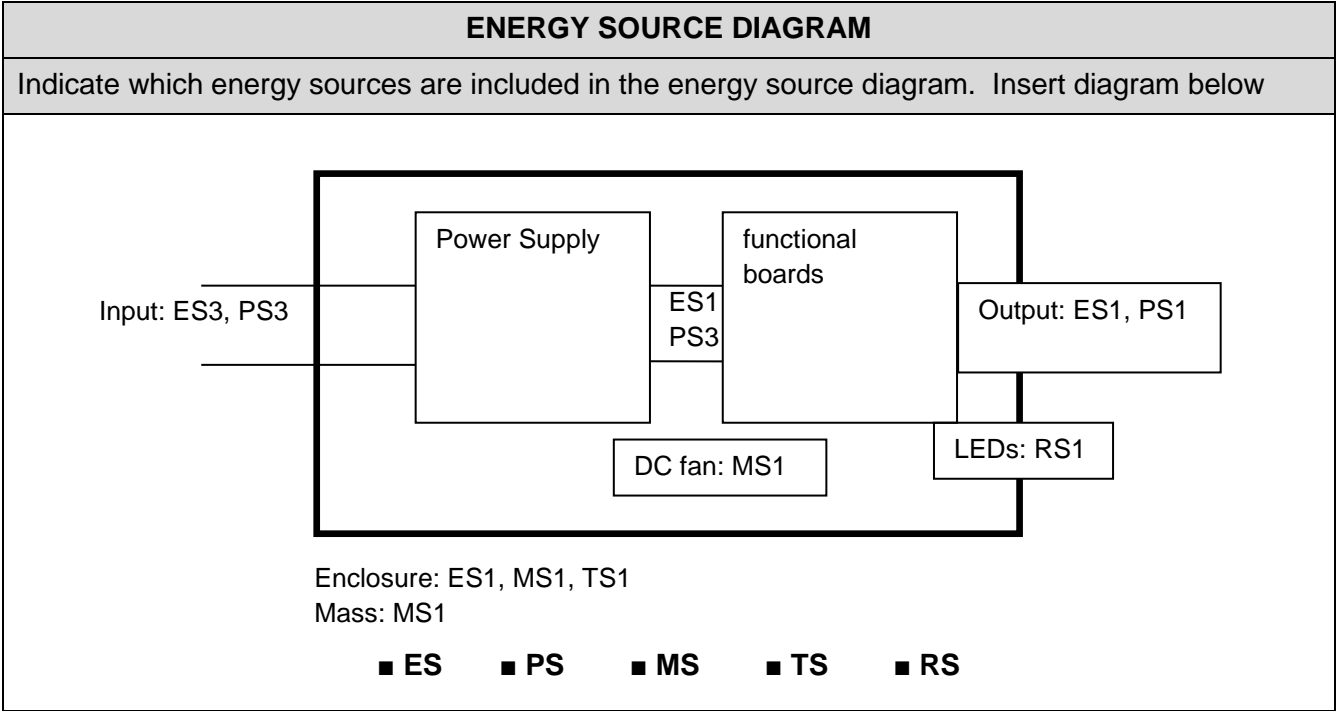 ENERGY SOURCE DIAGRAM
Indicate which energy sources are included in the energy source diagram.  Insert diagram below
Power Supply
functional
boards
Input: ES3, PS3
ES1
PS3
Output: ES1, PS1
DC fan: MS1
LEDs: RS1
Enclosure: ES1, MS1, TS1
Mass: MS1
■ ES ■ PS ■ MS ■ TS ■ RS